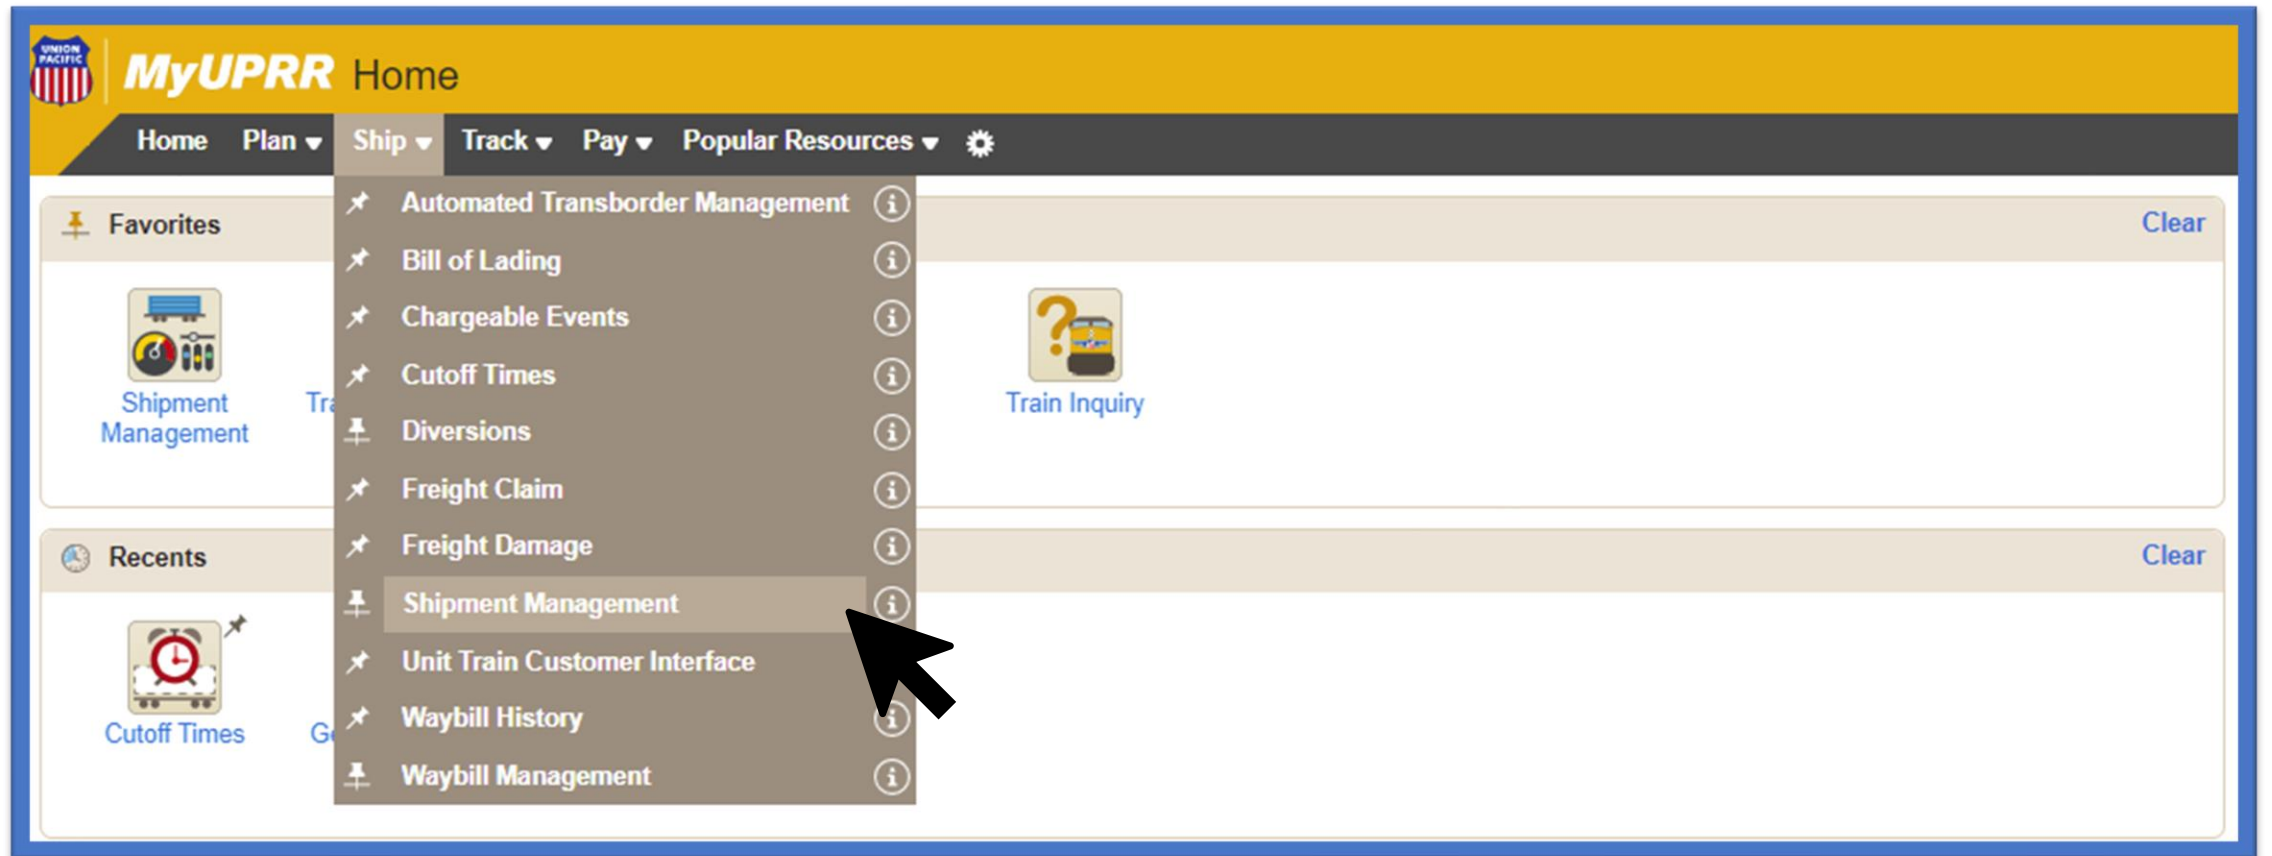 UNION
PACIFIC
MyUPRR Home
Home Plan Ship Track Pay Popular Resources
Favorites
Clear
Automated Transborder Management
Bill of Lading
Chargeable Events
Cutoff Times
Diversions
Freight Claim
Freight Damage
Shipment Management
Unit Train Customer Interface
Waybill History
Waybill Management
Shipment
Management
Train Inquiry
Recents
Clear
Cutoff Times